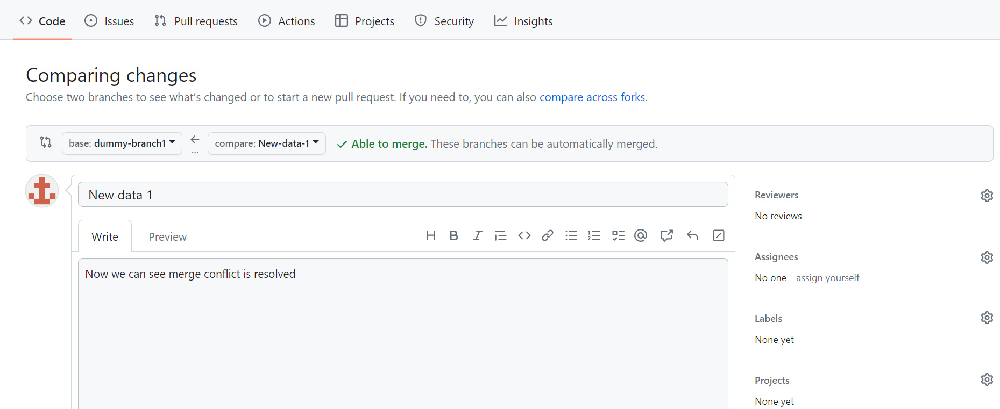 Code Issues Pull requests Actions Projects Security Insights
Comparing changes
Choose two branches to see what's changed or to start a new pull request. If you need to, you can also compare across forks.
base: dummy-branch1 ... compare: New-data-1 Able to merge. These branches can be automatically merged.
New data 1
Write Preview
Now we can see merge conflict is resolved
Reviewers
No reviews
Assignees
No one—assign yourself
Labels
None yet
Projects
None yet